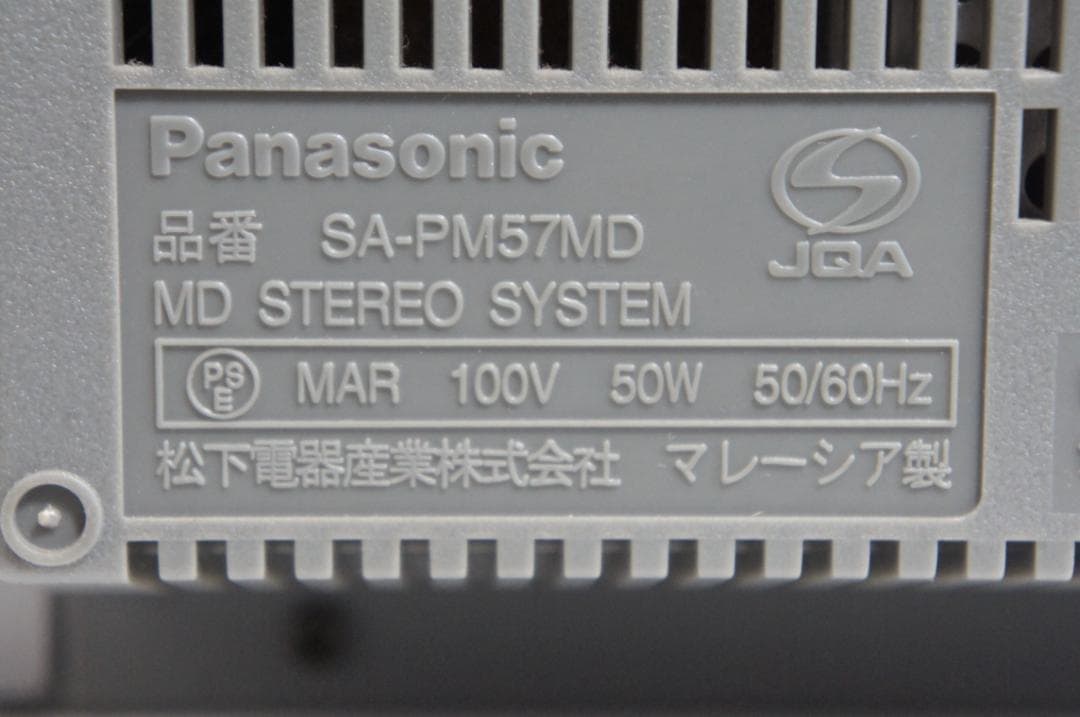 Panasonic
JQA
品番 SA-PM57MD
MD STEREO SYSTEM
PSE MAR 100V 50W 50/60Hz
松下電器産業株式会社 マレーシア製